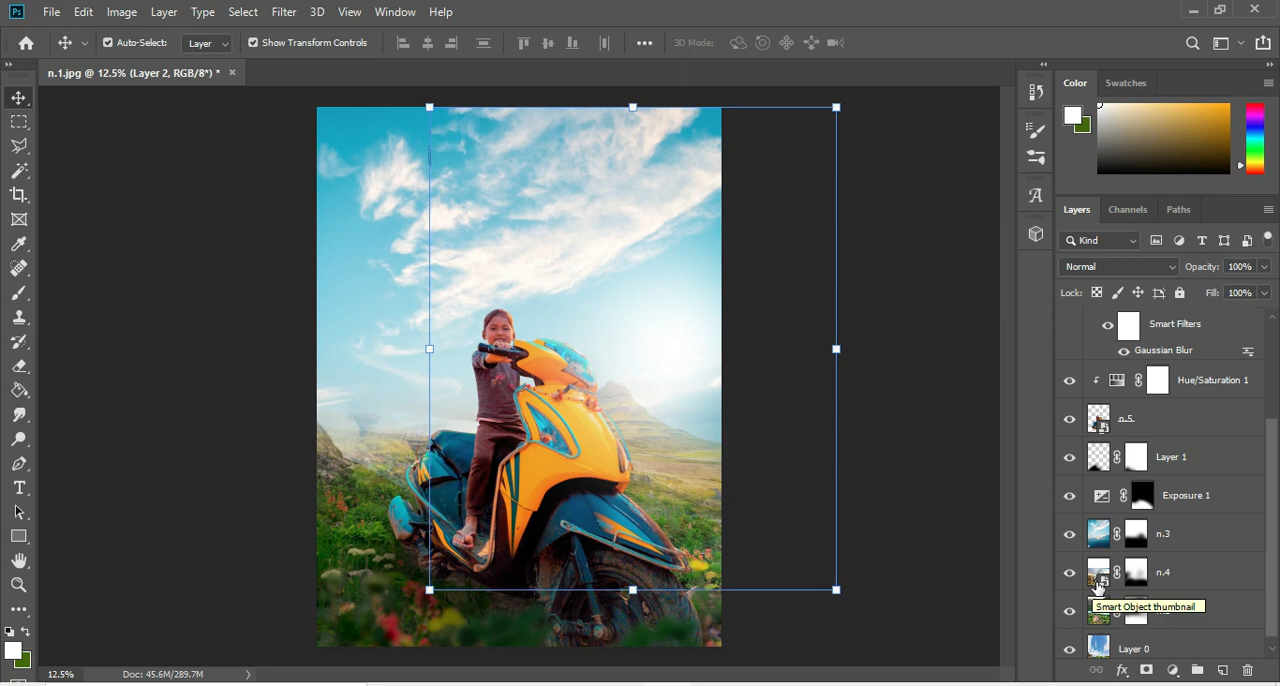 Ps File Edit Image Layer Type Select Filter 3D View Window Help
Auto-Select: Layer Show Transform Controls 3D Mode:
n.1.jpg @ 12.5% (Layer 2, RGB/8*) * ×
Color Swatches
Layers Channels Paths
Kind
Normal Opacity: 100%
Lock: Fill: 100%
Smart Filters
Gaussian Blur
Hue/Saturation 1
n.5.
Layer 1
Exposure 1
n.3
n.4
Smart Object thumbnail
Layer 0
12.5% Doc: 45.6M/289.7M